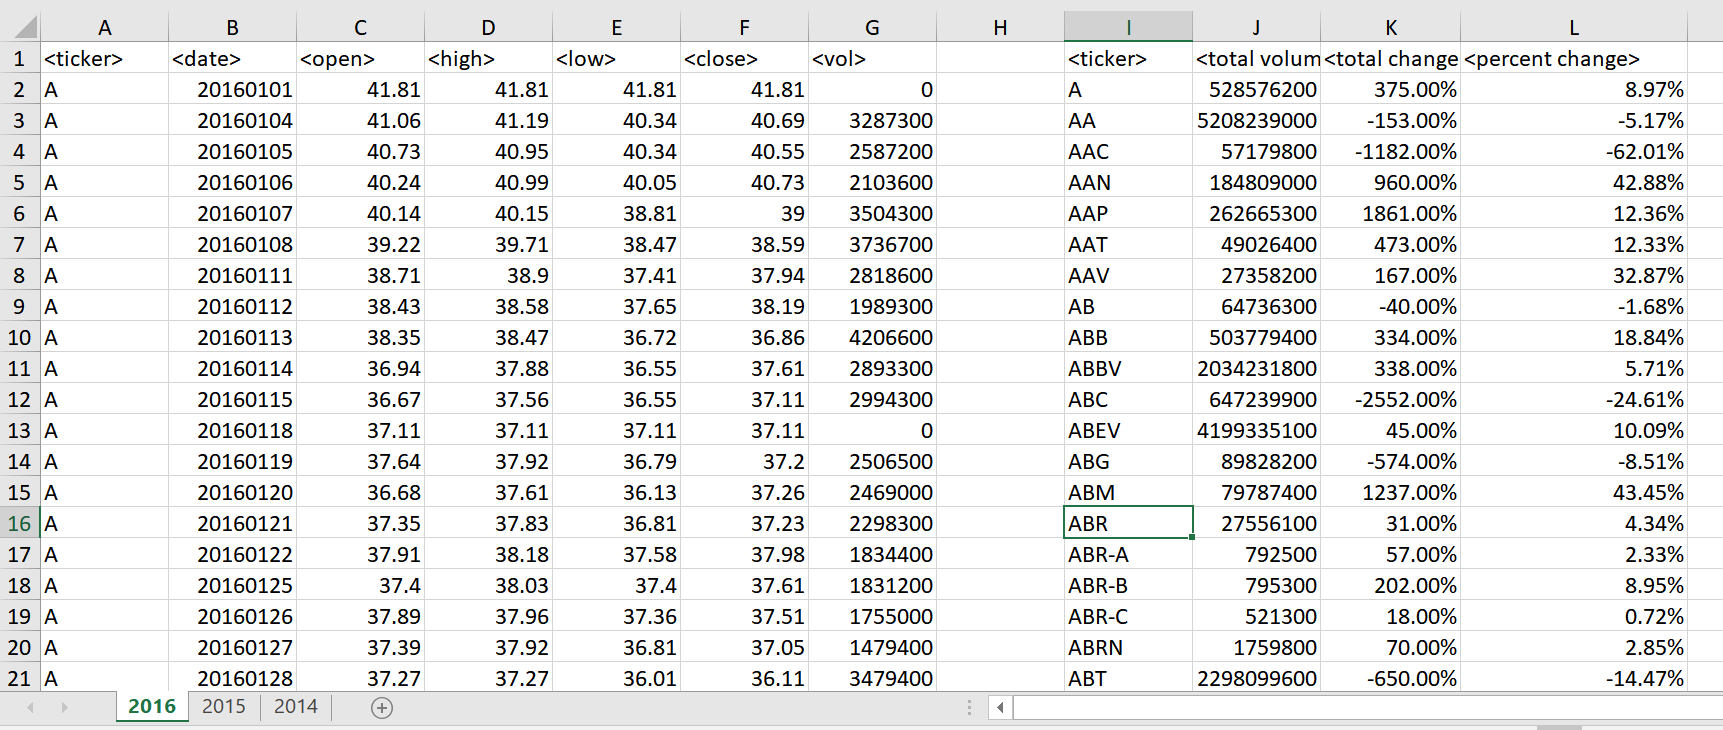 A B C D E F G H I J K L
1 <ticker> <date> <open> <high> <low> <close> <vol> <ticker> <total volum <total change <percent change>
2 A 20160101 41.81 41.81 41.81 41.81 0 A 528576200 375.00% 8.97%
3 A 20160104 41.06 41.19 40.34 40.69 3287300 AA 5208239000 -153.00% -5.17%
4 A 20160105 40.73 40.95 40.34 40.55 2587200 AAC 57179800 -1182.00% -62.01%
5 A 20160106 40.24 40.99 40.05 40.73 2103600 AAN 184809000 960.00% 42.88%
6 A 20160107 40.14 40.15 38.81 39 3504300 AAP 262665300 1861.00% 12.36%
7 A 20160108 39.22 39.71 38.47 38.59 3736700 AAT 49026400 473.00% 12.33%
8 A 20160111 38.71 38.9 37.41 37.94 2818600 AAV 27358200 167.00% 32.87%
9 A 20160112 38.43 38.58 37.65 38.19 1989300 AB 64736300 -40.00% -1.68%
10 A 20160113 38.35 38.47 36.72 36.86 4206600 ABB 503779400 334.00% 18.84%
11 A 20160114 36.94 37.88 36.55 37.61 2893300 ABBV 2034231800 338.00% 5.71%
12 A 20160115 36.67 37.56 36.55 37.11 2994300 ABC 647239900 -2552.00% -24.61%
13 A 20160118 37.11 37.11 37.11 37.11 0 ABEV 4199335100 45.00% 10.09%
14 A 20160119 37.64 37.92 36.79 37.2 2506500 ABG 89828200 -574.00% -8.51%
15 A 20160120 36.68 37.61 36.13 37.26 2469000 ABM 79787400 1237.00% 43.45%
16 A 20160121 37.35 37.83 36.81 37.23 2298300 ABR 27556100 31.00% 4.34%
17 A 20160122 37.91 38.18 37.58 37.98 1834400 ABR-A 792500 57.00% 2.33%
18 A 20160125 37.4 38.03 37.4 37.61 1831200 ABR-B 795300 202.00% 8.95%
19 A 20160126 37.89 37.96 37.36 37.51 1755000 ABR-C 521300 18.00% 0.72%
20 A 20160127 37.39 37.92 36.81 37.05 1479400 ABRN 1759800 70.00% 2.85%
21 A 20160128 37.27 37.27 36.01 36.11 3479400 ABT 2298099600 -650.00% -14.47%
2016 2015 2014